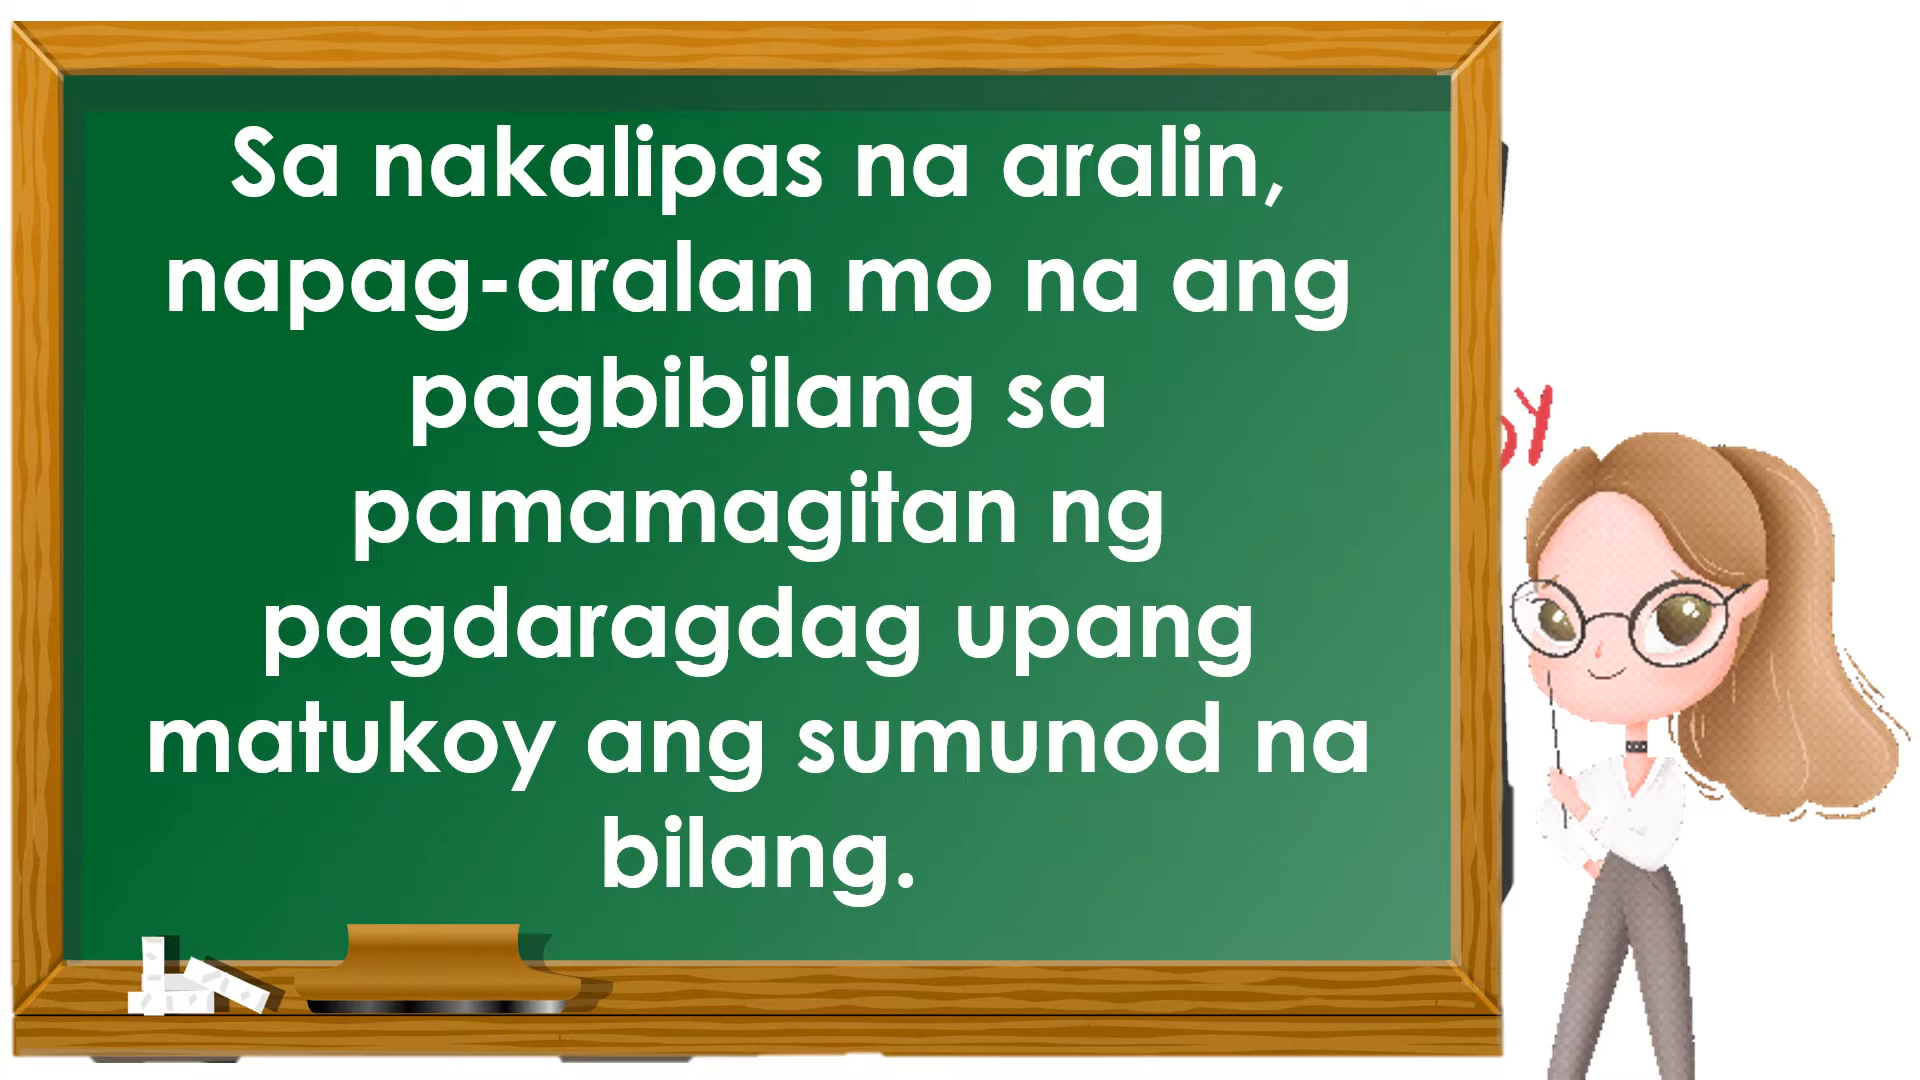 Sa nakalipas na aralin,
napag-aralan mo na ang
pagbibilang sa
pamamagitan ng
pagdaragdag upang
matukoy ang sumunod na
bilang.